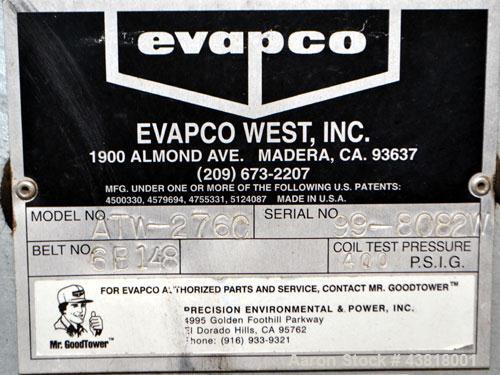 evapco
EVAPCO WEST, INC.
1900 ALMOND AVE. MADERA, CA. 93637
(209) 673-2207
MFG. UNDER ONE OR MORE OF THE FOLLOWING U.S. PATENTS:
4500330, 4579694, 4755331, 5124087 MADE IN U.S.A.
MODEL NO. ATW-276C SERIAL NO. 99-8082W
BELT NO. 6B148 COIL TEST PRESSURE
400 P.S.I.G.
FOR EVAPCO AUTHORIZED PARTS AND SERVICE, CONTACT MR. GOODTOWER™
PRECISION ENVIRONMENTAL & POWER, INC.
4995 Golden Foothill Parkway
El Dorado Hills, CA 95762
Phone: (916) 933-9321
Mr. GoodTower™
Aaron Stock # 43818001